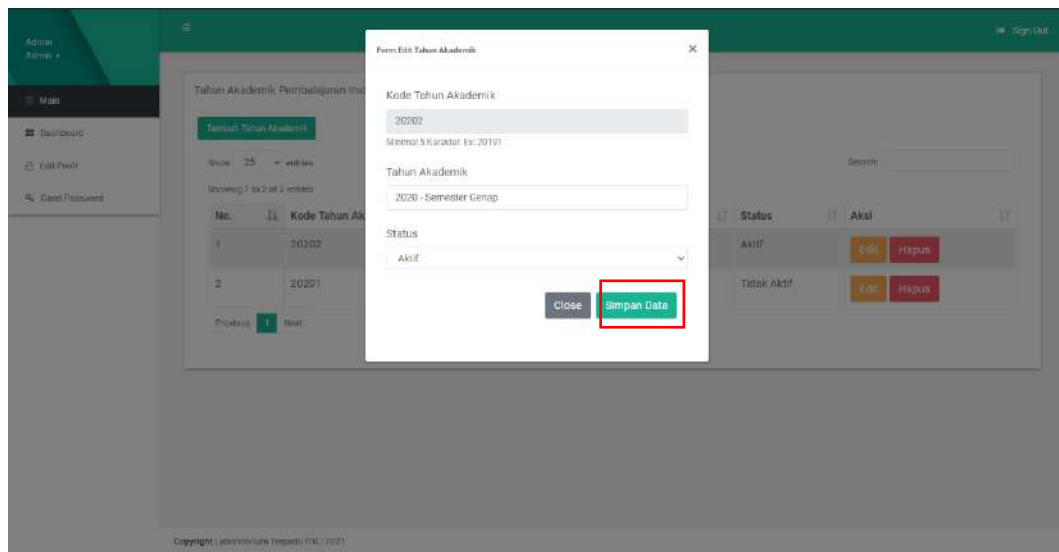 Admin
Admin
Sign Out
Main
Dashboard
Edit Profil
Ganti Password
Tahun Akademik Pembelajaran
Tambah Tahun Akademik
Show 25 entries
Search:
Showing 1 to 2 of 2 entries
No. Kode Tahun Ak Status Aksi
1 20202 Aktif Edit Hapus
2 20201 Tidak Aktif Edit Hapus
Previous 1 Next
Form Edit Tahun Akademik ×
Kode Tahun Akademik
20202
Minimal 5 Karakter. Ex: 20191
Tahun Akademik
2020 - Semester Genap
Status
Aktif
Close Simpan Data
Copyright Laboratorium Terpadu ITK / 2021